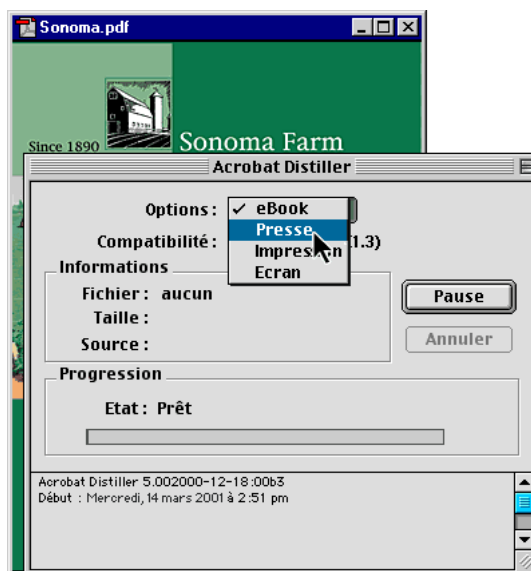 Sonoma.pdf
Since 1890
Sonoma Farm
Acrobat Distiller
Options :
✓ eBook
Presse
Impression
Ecran
Compatibilité :
(1.3)
Informations
Fichier : aucun
Taille :
Source :
Pause
Annuler
Progression
Etat : Prêt
Acrobat Distiller 5.002000-12-18:00b3
Début : Mercredi, 14 mars 2001 à 2:51 pm